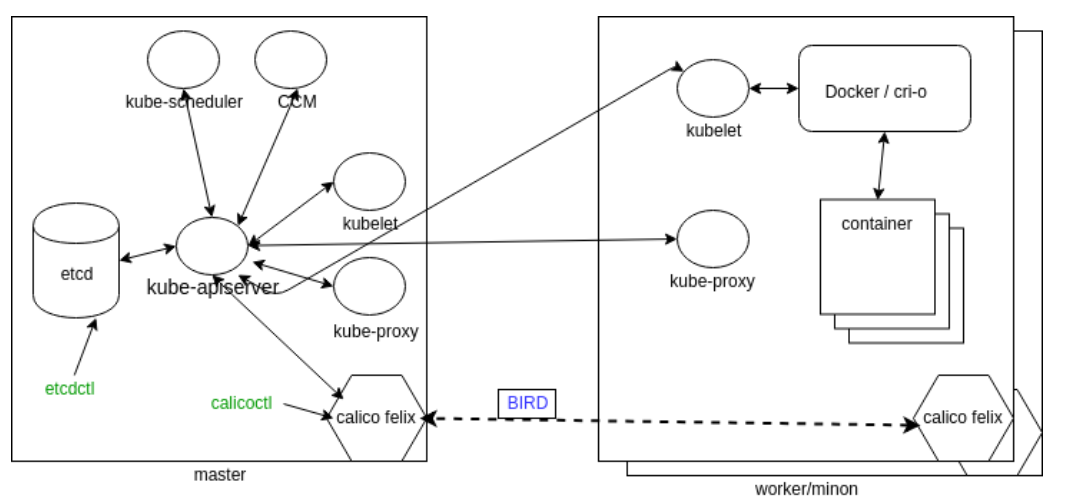 kube-scheduler
CCM
kubelet
etcd
kube-apiserver
kube-proxy
etcdctl
calicoctl
calico felix
master
BIRD
kubelet
Docker / cri-o
container
kube-proxy
calico felix
worker/minon